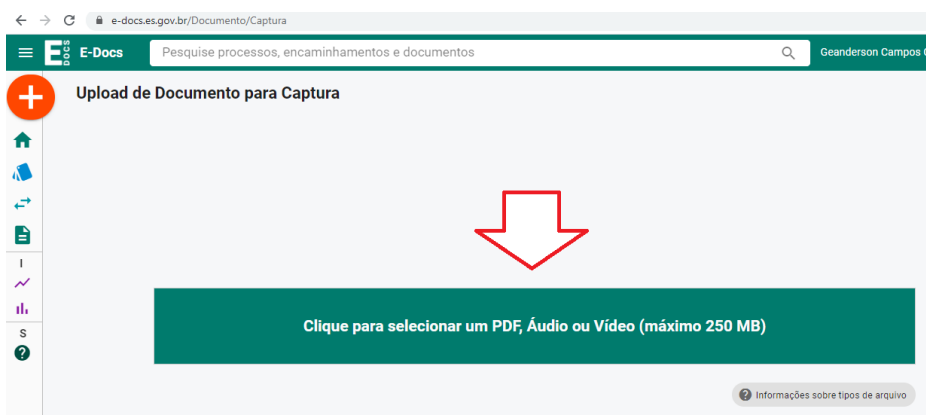 e-docs.es.gov.br/Documento/Captura
E DOCS E-Docs Pesquise processos, encaminhamentos e documentos Geanderson Campos
Upload de Documento para Captura
I
S
Clique para selecionar um PDF, Áudio ou Vídeo (máximo 250 MB)
Informações sobre tipos de arquivo